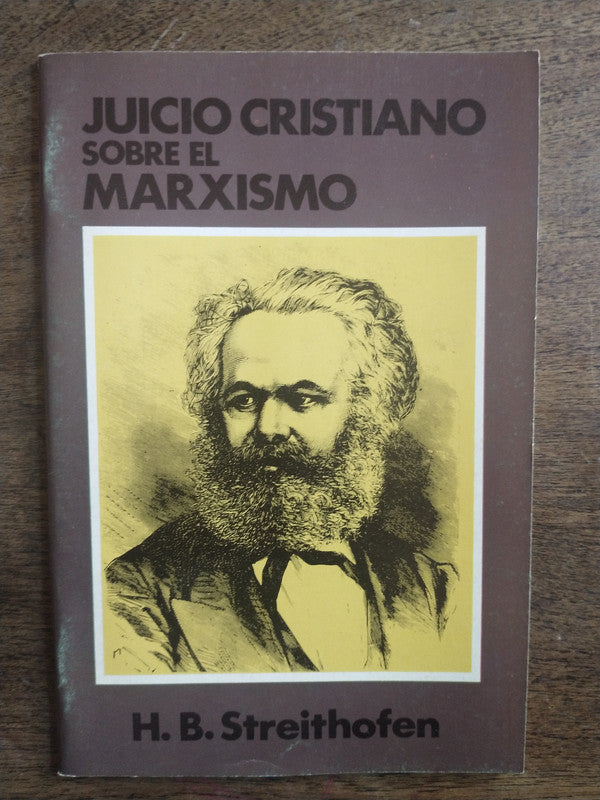 JUICIO CRISTIANO
SOBRE EL
MARXISMO
H. B. Streithofen